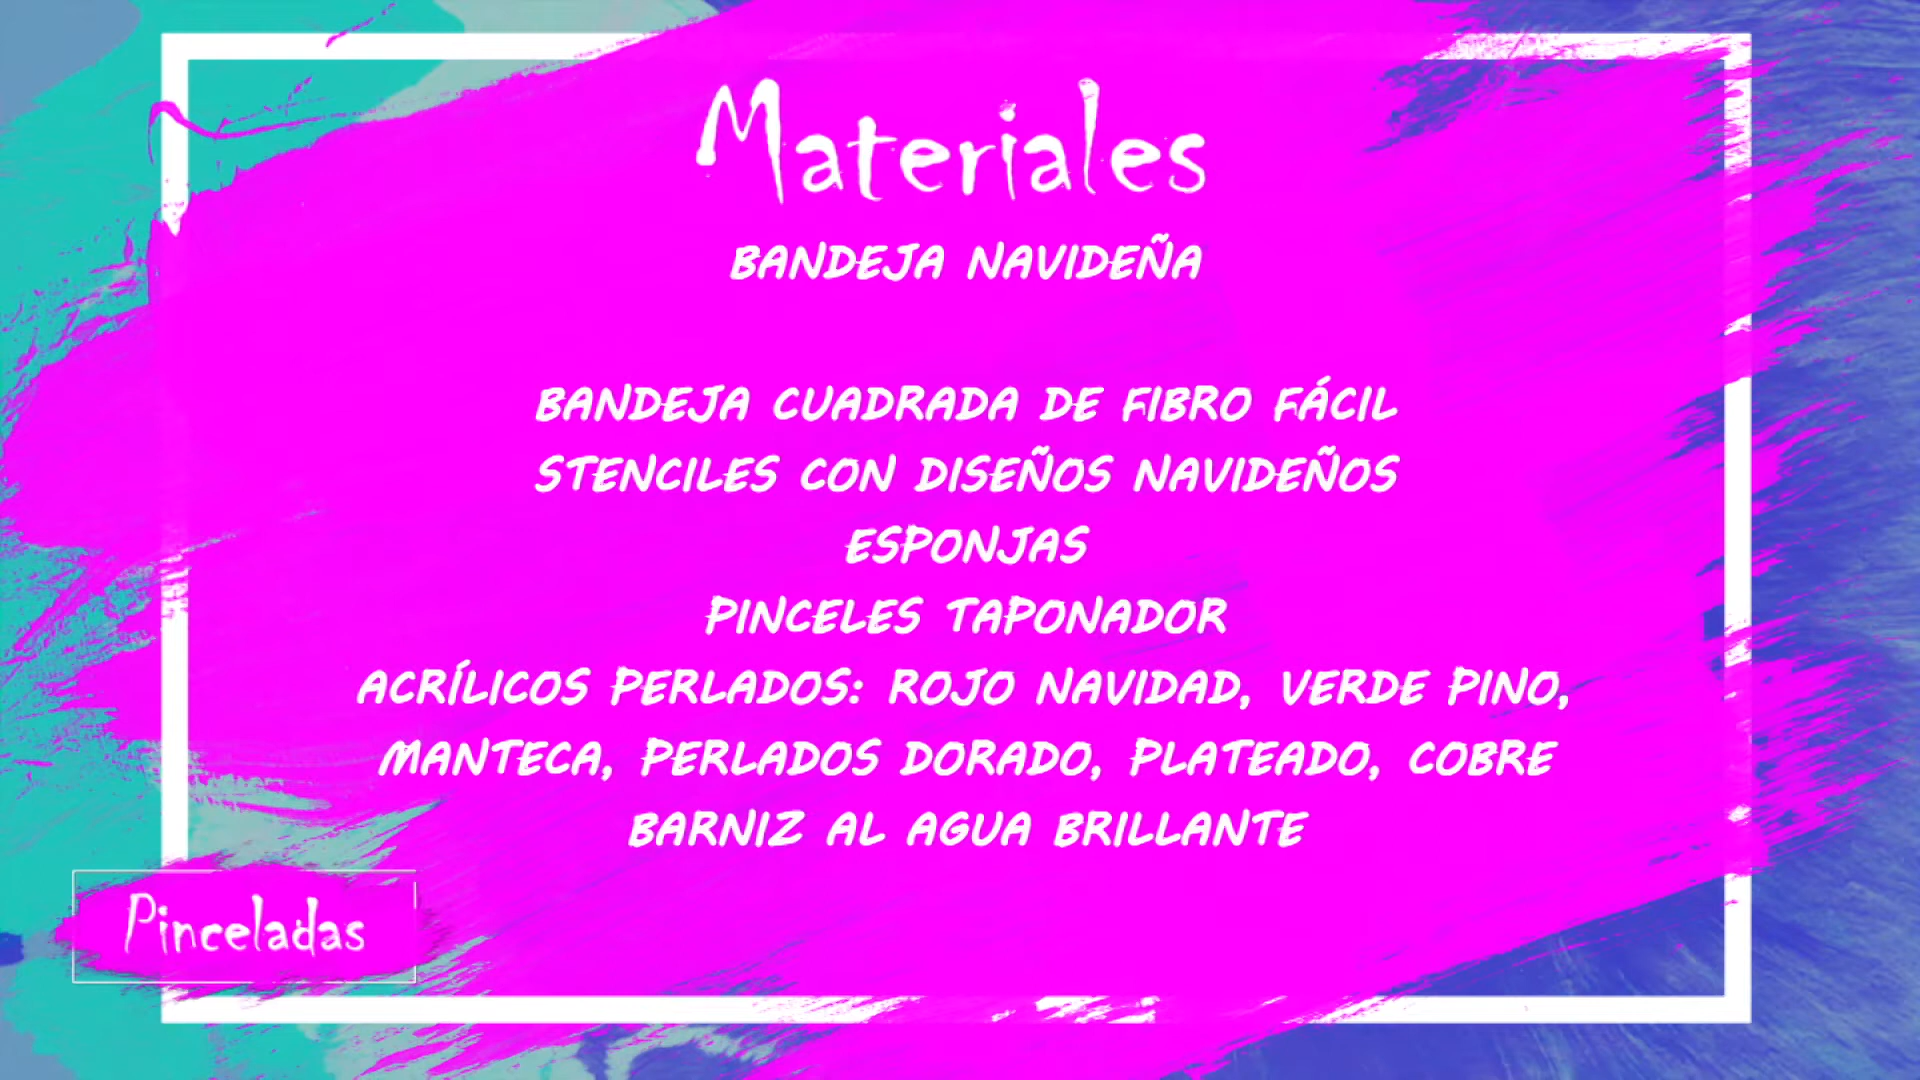 Materiales
BANDEJA NAVIDEÑA
BANDEJA CUADRADA DE FIBRO FÁCIL
STENCILES CON DISEÑOS NAVIDEÑOS
ESPONJAS
PINCELES TAPONADOR
ACRÍLICOS PERLADOS: ROJO NAVIDAD, VERDE PINO,
MANTECA, PERLADOS DORADO, PLATEADO, COBRE
BARNIZ AL AGUA BRILLANTE
Pinceladas